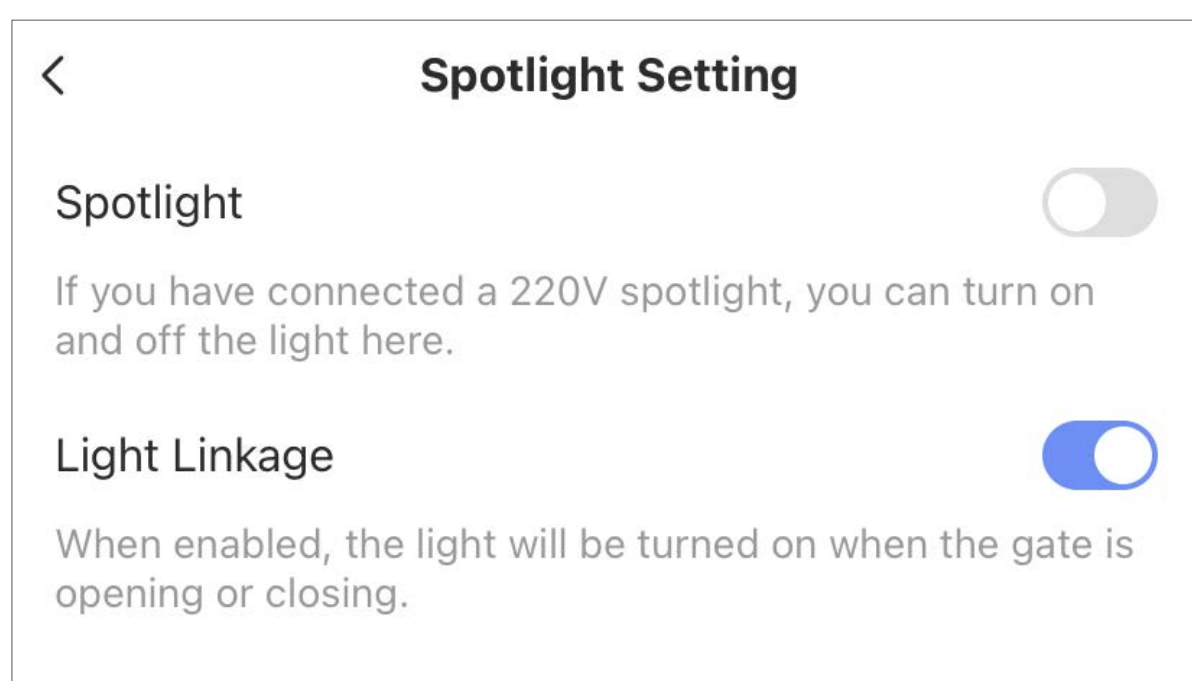 Spotlight Setting
Spotlight
If you have connected a 220V spotlight, you can turn on
and off the light here.
Light Linkage
When enabled, the light will be turned on when the gate is
opening or closing.